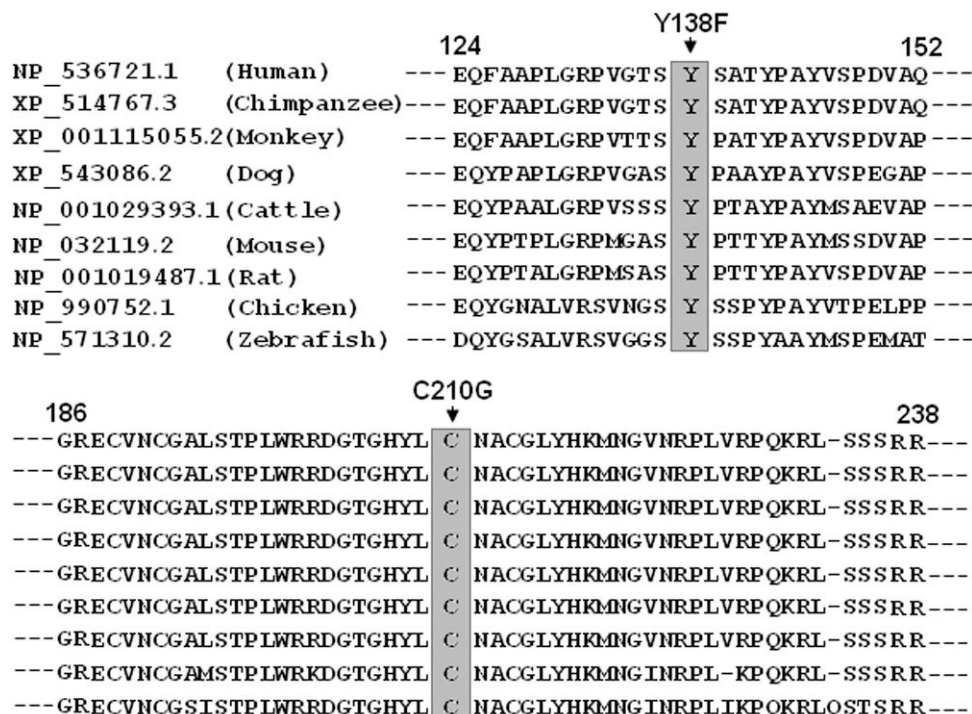 Y138F
124 152
NP_536721.1 (Human) --- EQFAAPLGRPVGTS Y SATYPAYVSPDVAQ ---
XP_514767.3 (Chimpanzee)--- EQFAAPLGRPVGTS Y SATYPAYVSPDVAQ ---
XP_001115055.2(Monkey) --- EQFAAPLGRPVTTS Y PATYPAYVSPDVAP ---
XP_543086.2 (Dog) --- EQYPAPLGRPVGAS Y PAAYPAYVSPEGAP ---
NP_001029393.1(Cattle) --- EQYPAALGRPVSSS Y PTAYPAYMSAEVAP ---
NP_032119.2 (Mouse) --- EQYPTPLGRPMGAS Y PTTYPAYMSSDVAP ---
NP_001019487.1(Rat) --- EQYPTALGRPMSAS Y PTTYPAYVSPDVAP ---
NP_990752.1 (Chicken) --- EQYGNALVRSVNGS Y SSPYPAYVTPELPP ---
NP_571310.2 (Zebrafish) --- DQYGSALVRSVGGS Y SSPYAAYMSPEMAT ---
C210G
186 238
---GRECVNCGALSTPLWRRDGTGHYL C NACGLYHKMNGVNRPLVRPQKRL-SSSRR---
---GRECVNCGALSTPLWRRDGTGHYL C NACGLYHKMNGVNRPLVRPQKRL-SSSRR---
---GRECVNCGALSTPLWRRDGTGHYL C NACGLYHKMNGVNRPLVRPQKRL-SSSRR---
---GRECVNCGALSTPLWRRDGTGHYL C NACGLYHKMNGVNRPLVRPQKRL-SSSRR---
---GRECVNCGALSTPLWRRDGTGHYL C NACGLYHKMNGVNRPLVRPQKRL-SSSRR---
---GRECVNCGALSTPLWRRDGTGHYL C NACGLYHKMNGVNRPLVRPQKRL-SSSRR---
---GRECVNCGALSTPLWRRDGTGHYL C NACGLYHKMNGVNRPLVRPQKRL-SSSRR---
---GRECVNCGAMSTPLWRKDGTGHYL C NACGLYHKMNGINRPL-KPQKRL-SSSRR---
---GRECVNCGSISTPLWRRDGTGHYL C NACGLYHKMNGINRPLIKPQKRLQSTSRR---